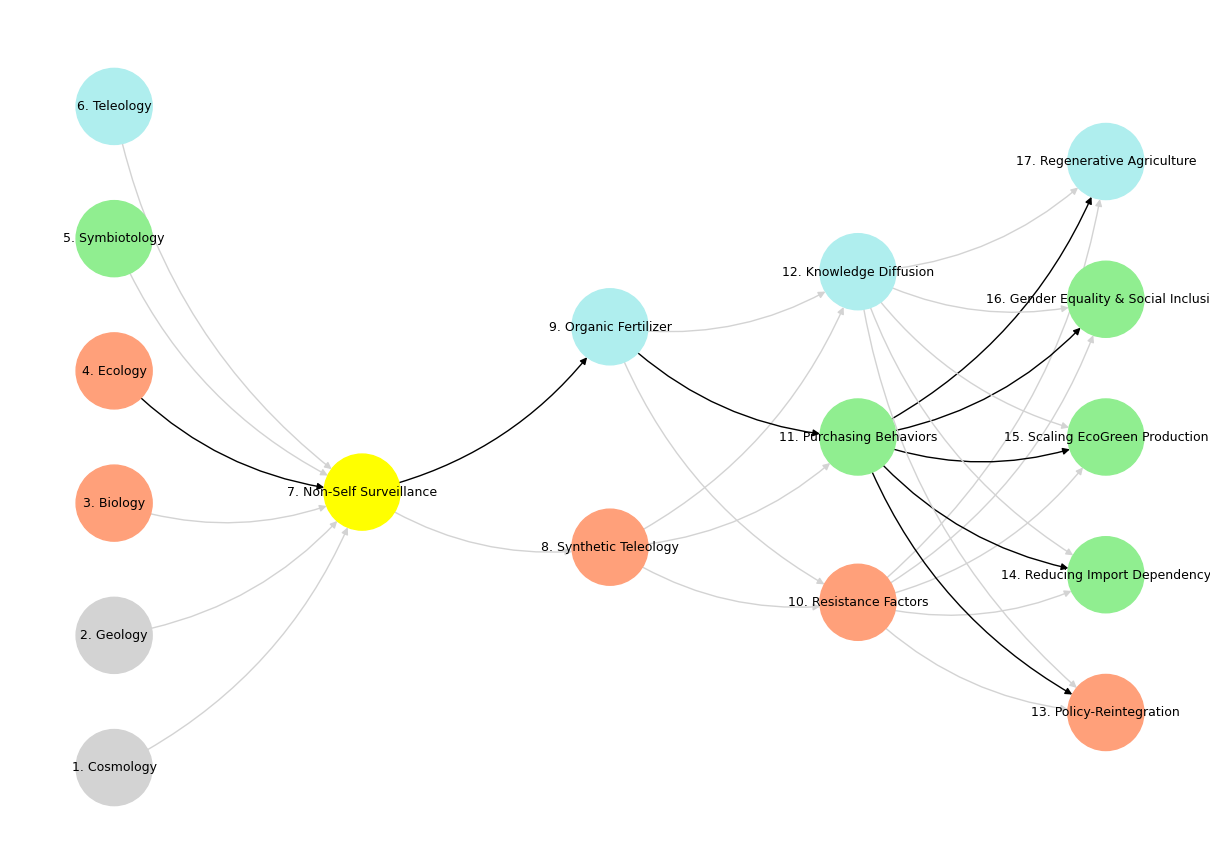 6. Teleology
5. Symbiotology
4. Ecology
3. Biology
2. Geology
1. Cosmology
7. Non-Self Surveillance
9. Organic Fertilizer
8. Synthetic Teleology
12. Knowledge Diffusion
11. Purchasing Behaviors
10. Resistance Factors
17. Regenerative Agriculture
16. Gender Equality & Social Inclusi
15. Scaling EcoGreen Production
14. Reducing Import Dependency
13. Policy-Reintegration